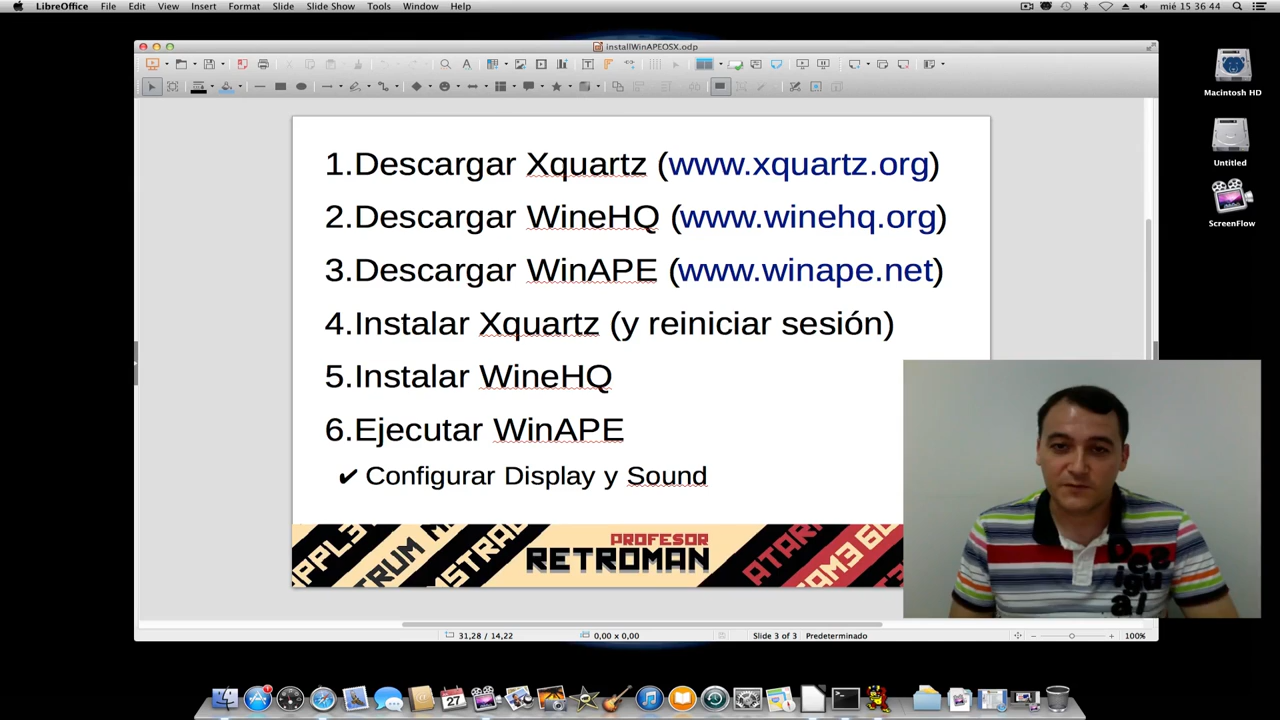 LibreOffice File Edit View Insert Format Slide Slide Show Tools Window Help
mié 15 36 44
installWinAPEOSX.odp
Macintosh HD
Untitled
ScreenFlow
1.Descargar Xquartz (www.xquartz.org)
2.Descargar WineHQ (www.winehq.org)
3.Descargar WinAPE (www.winape.net)
4.Instalar Xquartz (y reiniciar sesión)
5.Instalar WineHQ
6.Ejecutar WinAPE
✔ Configurar Display y Sound
PROFESOR
RETROMAN
Desigual
31,28 / 14,22
0,00 x 0,00
Slide 3 of 3
Predeterminado
100%
27